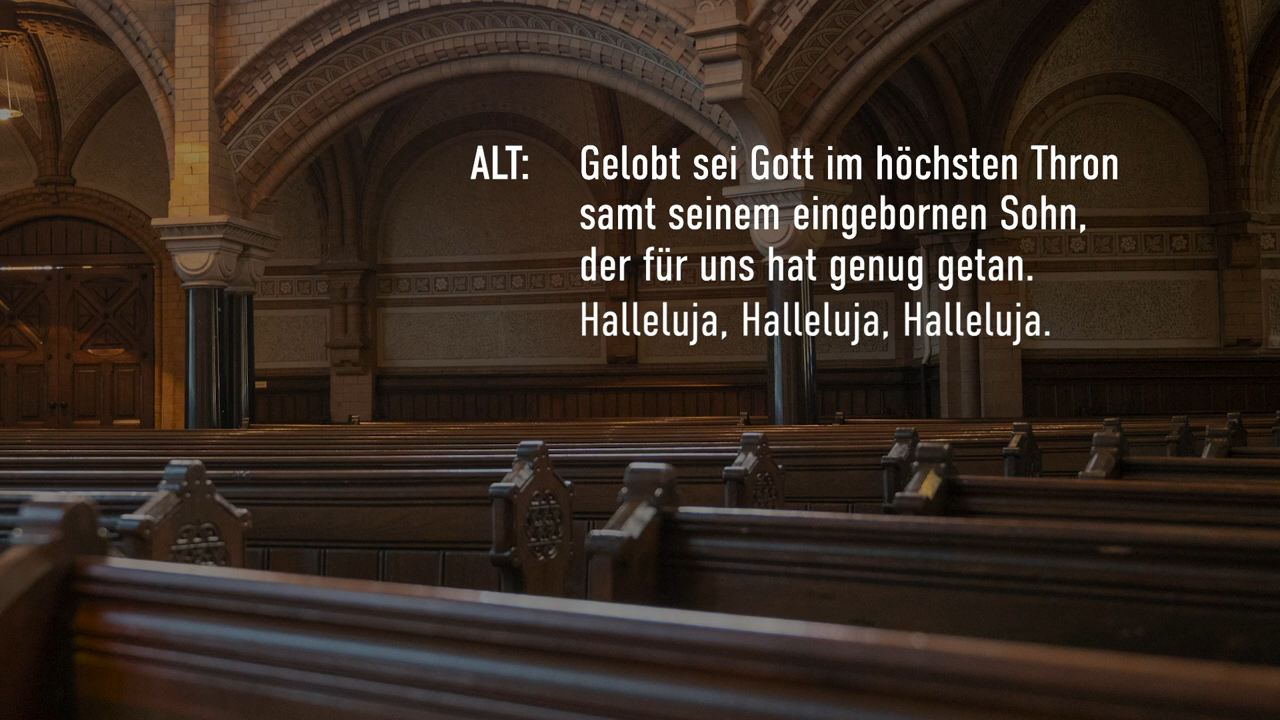 ALT: Gelobt sei Gott im höchsten Thron
samt seinem eingebornen Sohn,
der für uns hat genug getan.
Halleluja, Halleluja, Halleluja.